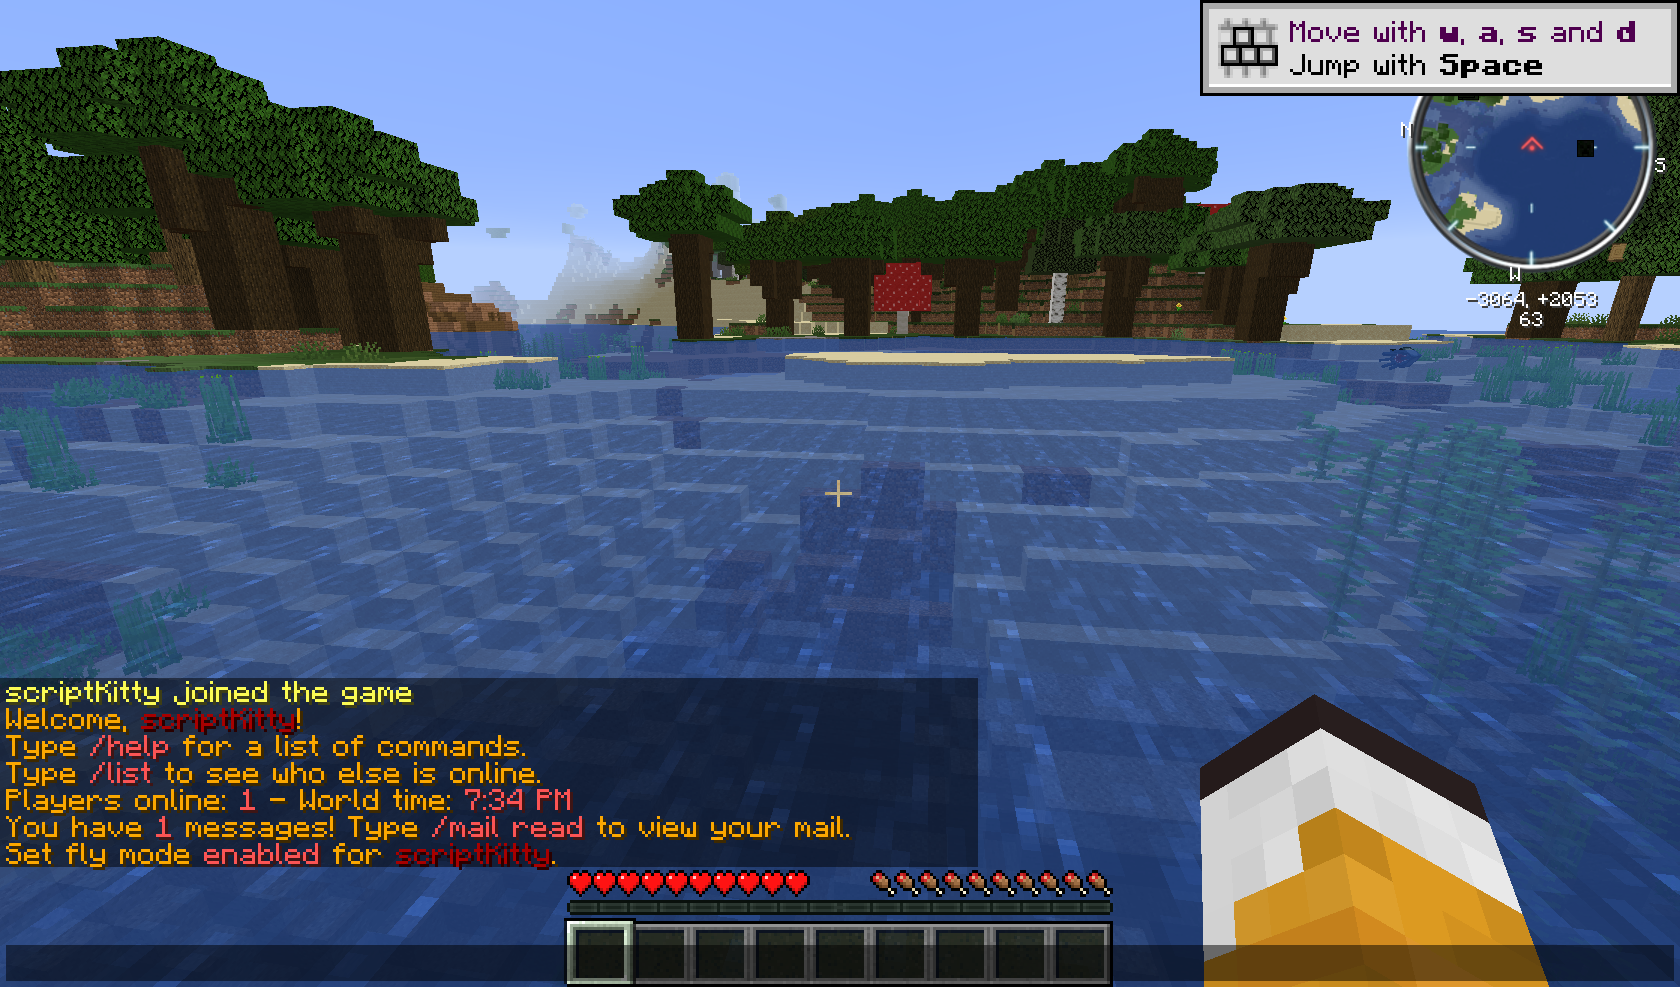 Move with w, a, s and d
Jump with Space
N
S
W
-3064, +2053
63
scriptKitty joined the game
Welcome, scriptKitty!
Type /help for a list of commands.
Type /list to see who else is online.
Players online: 1 - World time: 7:34 PM
You have 1 messages! Type /mail read to view your mail.
Set fly mode enabled for scriptKitty.